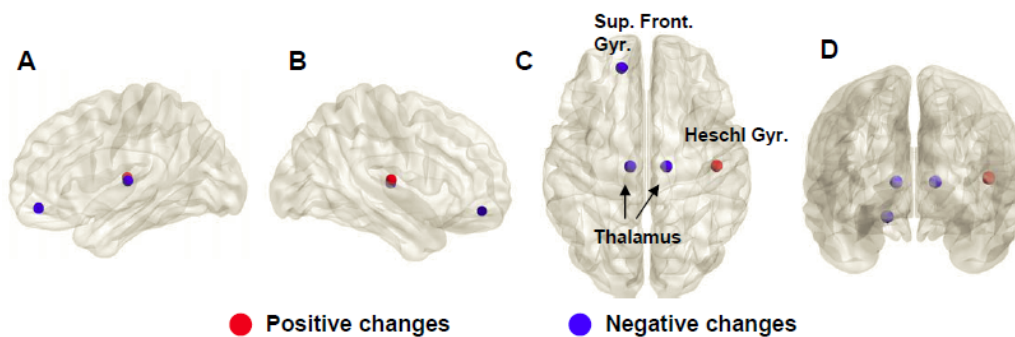 A
B
Sup. Front.
Gyr.
C
D
Heschl Gyr.
Thalamus
Positive changes
Negative changes